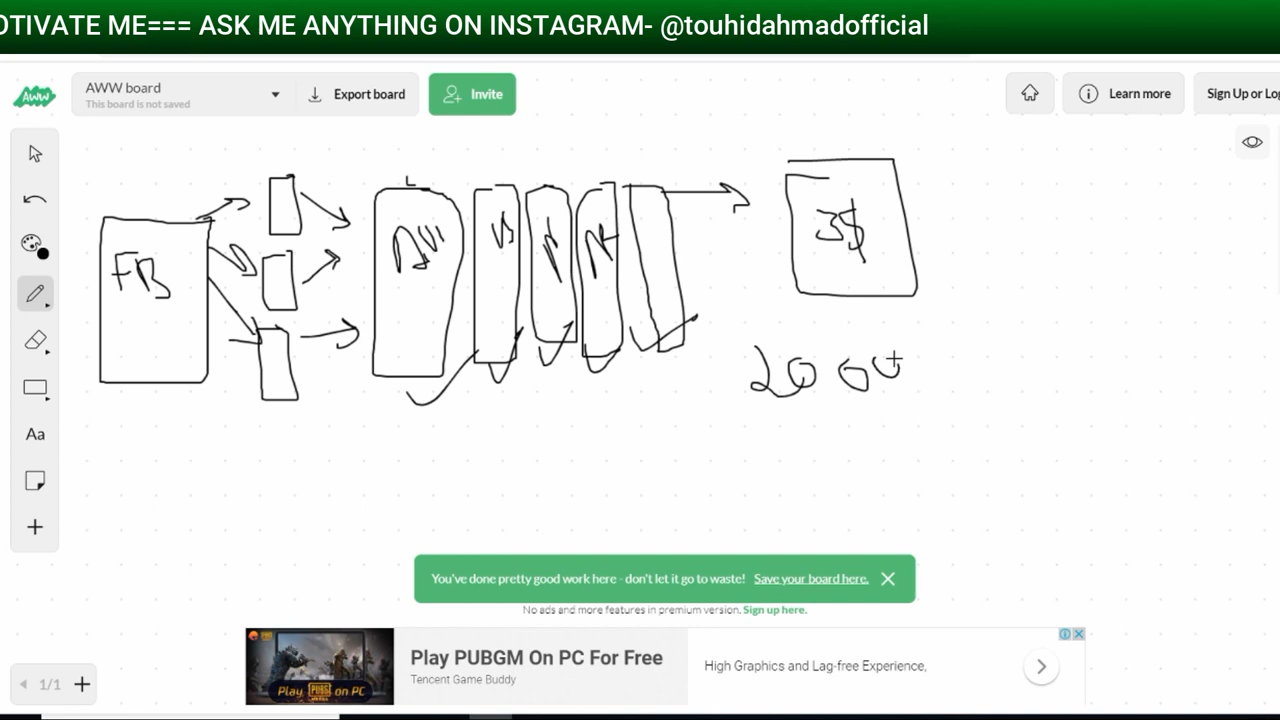 OTIVATE ME=== ASK ME ANYTHING ON INSTAGRAM- @touhidahmadofficial
AWW
AWW board
This board is not saved
Export board
Invite
Learn more
Sign Up or Log
FB
3$
2000+
Aa
You've done pretty good work here - don't let it go to waste! Save your board here.
No ads and more features in premium version. Sign up here.
Play PUBGM On PC For Free
Tencent Game Buddy
High Graphics and Lag-free Experience,
Play PUBG on PC
1/1